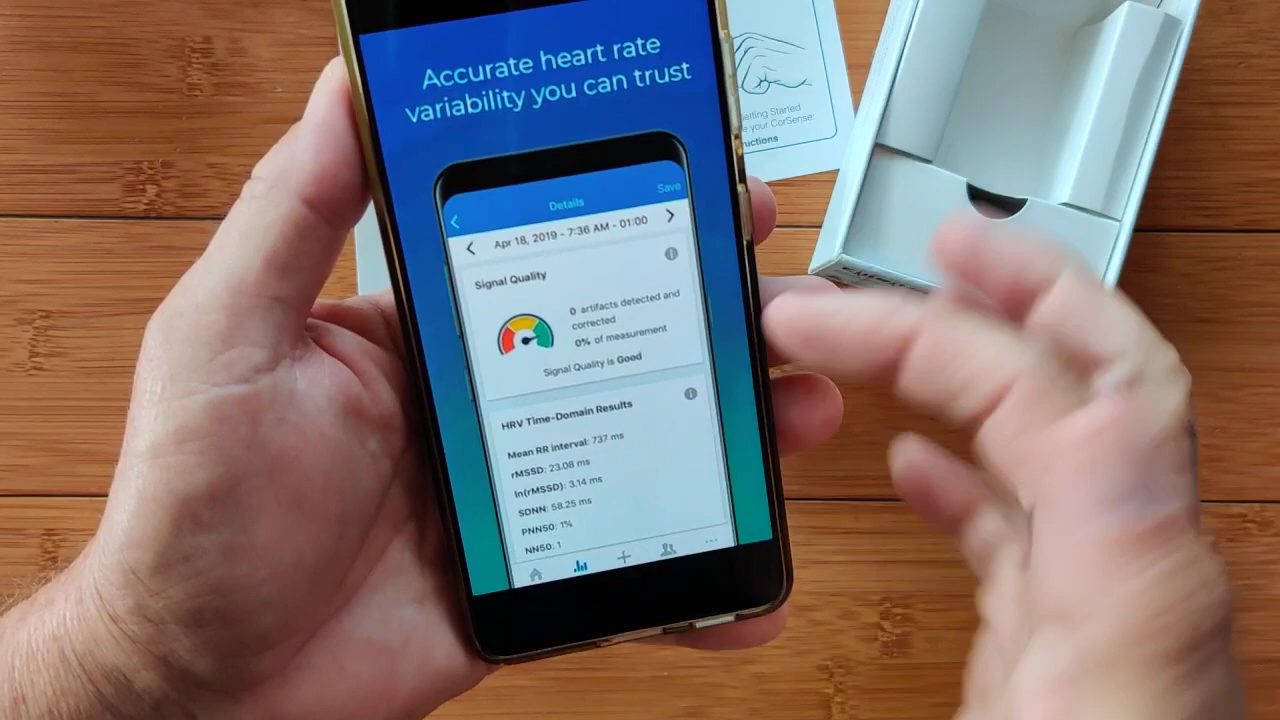 Accurate heart rate
variability you can trust
Details
Save
Apr 18, 2019 - 7:36 AM - 01:00
Signal Quality
0 artifacts detected and
corrected
0% of measurement
Signal Quality is Good
HRV Time-Domain Results
Mean RR interval: 737 ms
rMSSD: 23.08 ms
ln(rMSSD): 3.14 ms
SDNN: 58.25 ms
PNN50: 1%
NN50: 1
Getting Started
your CorSense: